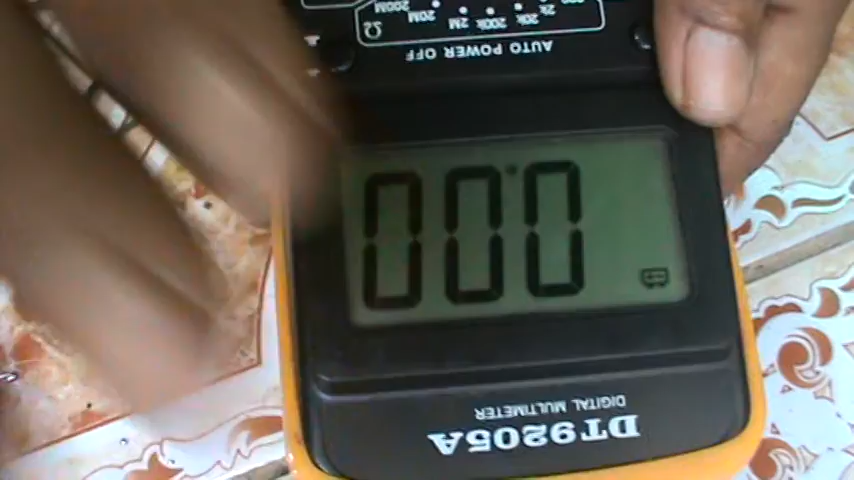 DT9205A
DIGITAL MULTIMETER
0.00
AUTO POWER OFF
Ω
2k 20k 200k 2M 20M 200M